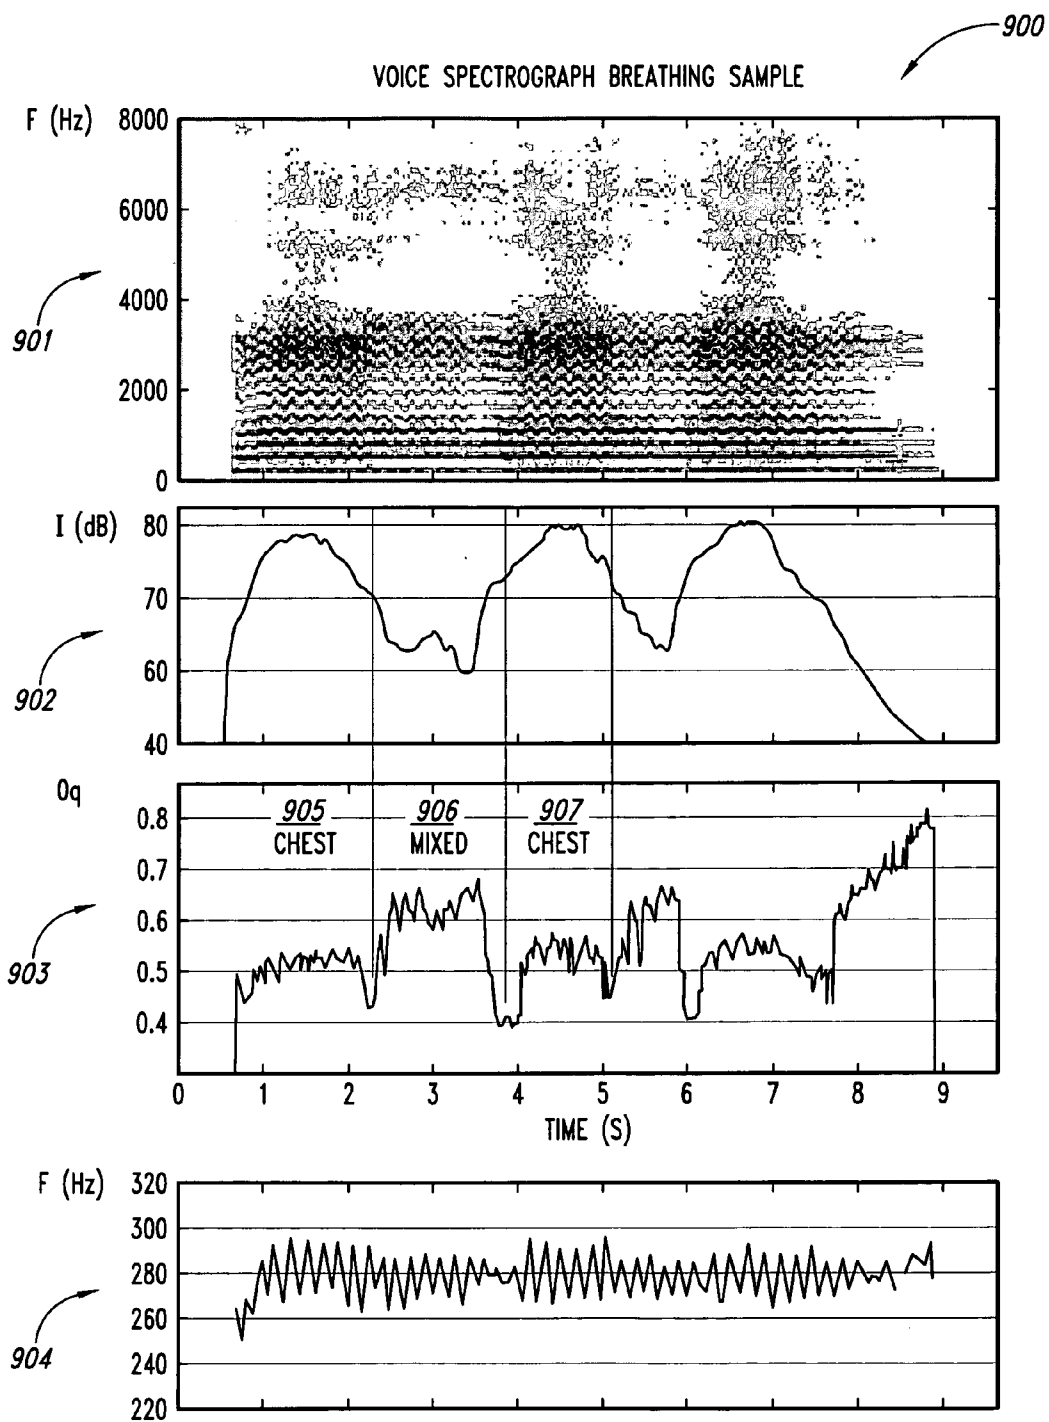 900
VOICE SPECTROGRAPH BREATHING SAMPLE
F (Hz)
8000
6000
4000
2000
0
901
I (dB)
80
70
60
40
902
Oq
905
CHEST
906
MIXED
907
CHEST
0.8
0.7
0.6
0.5
0.4
903
0 1 2 3 4 5 6 7 8 9
TIME (S)
F (Hz)
320
300
280
260
240
220
904